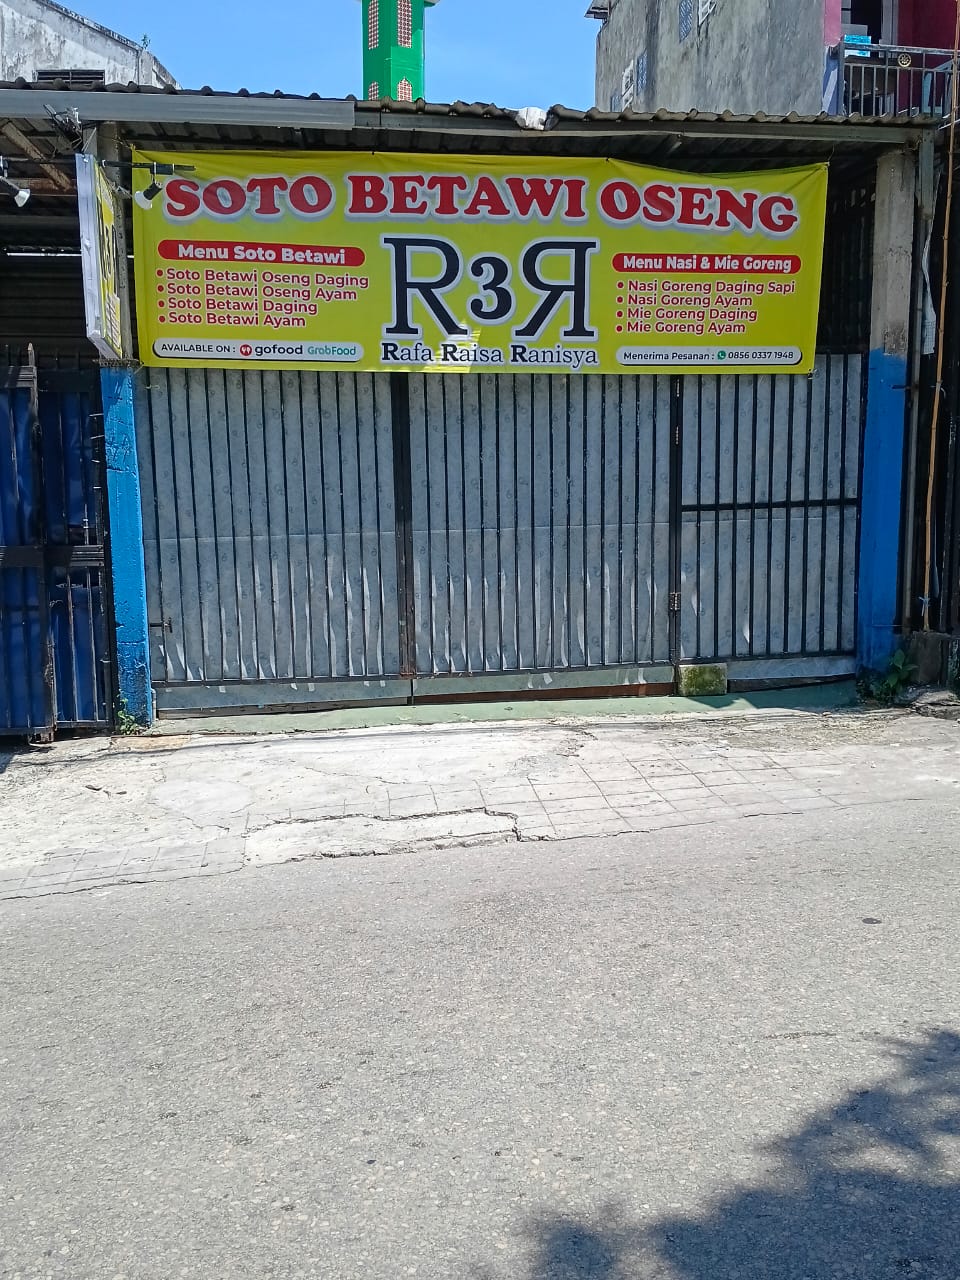 SOTO BETAWI OSENG
Menu Soto Betawi
• Soto Betawi Oseng Daging
• Soto Betawi Oseng Ayam
• Soto Betawi Daging
• Soto Betawi Ayam
AVAILABLE ON : gofood GrabFood
R3R
Rafa Raisa Ranisya
Menu Nasi & Mie Goreng
• Nasi Goreng Daging Sapi
• Nasi Goreng Ayam
• Mie Goreng Daging
• Mie Goreng Ayam
Menerima Pesanan : 0856 0337 1948